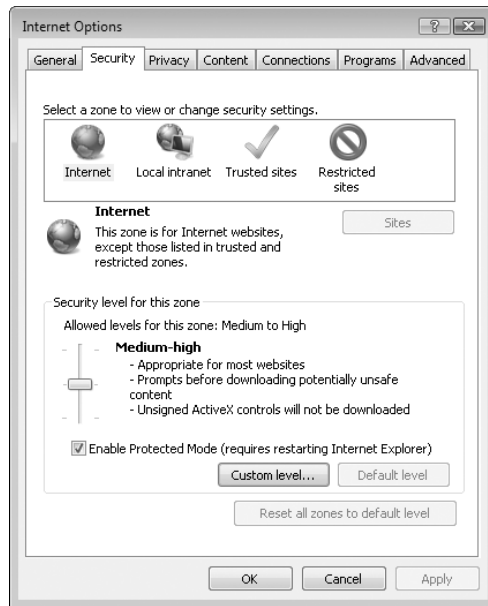 Internet Options
General Security Privacy Content Connections Programs Advanced
Select a zone to view or change security settings.
Internet Local intranet Trusted sites Restricted sites
Internet
Sites
This zone is for Internet websites,
except those listed in trusted and
restricted zones.
Security level for this zone
Allowed levels for this zone: Medium to High
Medium-high
- Appropriate for most websites
- Prompts before downloading potentially unsafe
content
- Unsigned ActiveX controls will not be downloaded
Enable Protected Mode (requires restarting Internet Explorer)
Custom level... Default level
Reset all zones to default level
OK Cancel Apply